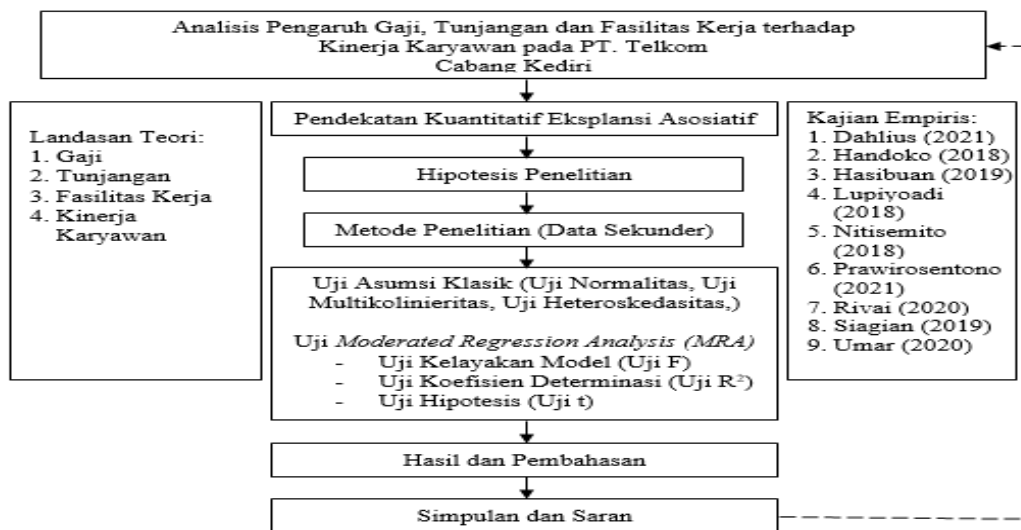 Analisis Pengaruh Gaji, Tunjangan dan Fasilitas Kerja terhadap
Kinerja Karyawan pada PT. Telkom
Cabang Kediri
Landasan Teori:
1. Gaji
2. Tunjangan
3. Fasilitas Kerja
4. Kinerja
Karyawan
Pendekatan Kuantitatif Eksplansi Asosiatif
Hipotesis Penelitian
Metode Penelitian (Data Sekunder)
Uji Asumsi Klasik (Uji Normalitas, Uji
Multikolinieritas, Uji Heteroskedasitas,)
Uji Moderated Regression Analysis (MRA)
- Uji Kelayakan Model (Uji F)
- Uji Koefisien Determinasi (Uji R²)
- Uji Hipotesis (Uji t)
Hasil dan Pembahasan
Simpulan dan Saran
Kajian Empiris:
1. Dahlius (2021)
2. Handoko (2018)
3. Hasibuan (2019)
4. Lupiyoadi
(2018)
5. Nitisemito
(2018)
6. Prawirosentono
(2021)
7. Rivai (2020)
8. Siagian (2019)
9. Umar (2020)